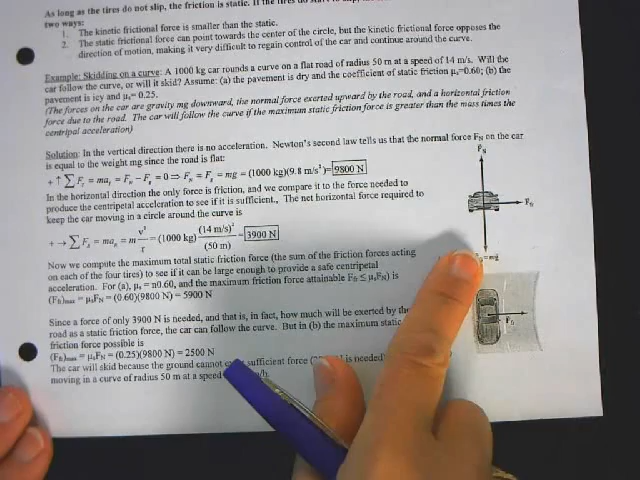 As long as the tires do not slip, the friction is static. If the tires do
two ways:
1. The kinetic frictional force is smaller than the static.
2. The static frictional force can point towards the center of the circle, but the kinetic frictional force opposes the
direction of motion, making it very difficult to regain control of the car and continue around the curve.
Example: Skidding on a curve: A 1000 kg car rounds a curve on a flat road of radius 50 m at a speed of 14 m/s. Will the
car follow the curve, or will it skid? Assume: (a) the pavement is dry and the coefficient of static friction μs=0.60; (b) the
pavement is icy and μs= 0.25.
(The forces on the car are gravity mg downward, the normal force exerted upward by the road, and a horizontal friction
force due to the road. The car will follow the curve if the maximum static friction force is greater than the mass times the
centripal acceleration)
Solution: In the vertical direction there is no acceleration. Newton's second law tells us that the normal force FN on the car
is equal to the weight mg since the road is flat:
+↑∑Fy = may = FN − Fg = 0 ⇒ FN = Fg = mg = (1000 kg)(9.8 m/s²)= 9800 N
In the horizontal direction the only force is friction, and we compare it to the force needed to
produce the centripetal acceleration to see if it is sufficient., The net horizontal force required to
keep the car moving in a circle around the curve is
+→∑Fx = maR = m v²/r = (1000 kg) (14 m/s)²/(50 m) = 3900 N
Now we compute the maximum total static friction force (the sum of the friction forces acting
on each of the four tires) to see if it can be large enough to provide a safe centripetal
acceleration. For (a), μs = n0.60, and the maximum friction force attainable Ffr ≤ μsFN) is
(Ffr)max = μsFN = (0.60)(9800 N) = 5900 N
Since a force of only 3900 N is needed, and that is, in fact, how much will be exerted by the
road as a static friction force, the car can follow the curve. But in (b) the maximum static
friction force possible is
(Ffr)max = μsFN = (0.25)(9800 N) = 2500 N
The car will skid because the ground cannot sufficient force is needed
moving in a curve of radius 50 m at a speed
FN
Ffr
=mg
Ffr